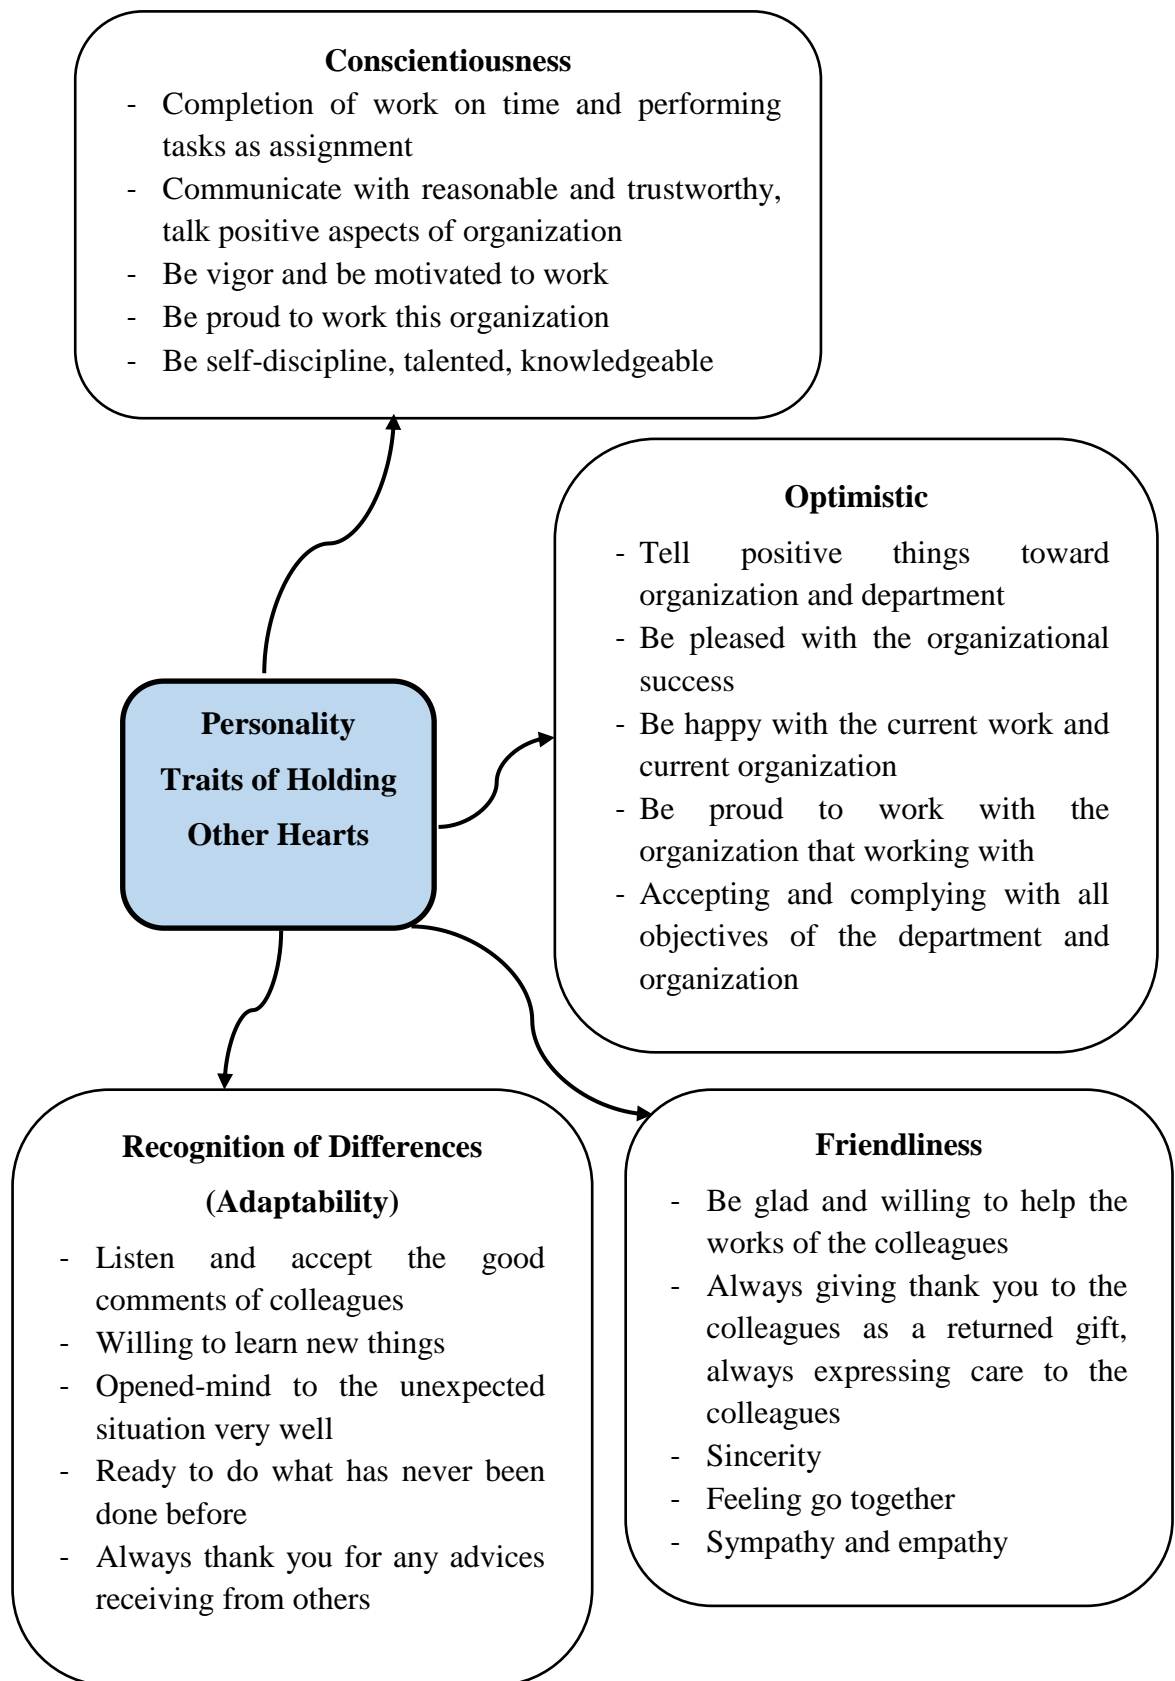 Conscientiousness
- Completion of work on time and performing
tasks as assignment
- Communicate with reasonable and trustworthy,
talk positive aspects of organization
- Be vigor and be motivated to work
- Be proud to work this organization
- Be self-discipline, talented, knowledgeable
Optimistic
- Tell positive things toward
organization and department
- Be pleased with the organizational
success
- Be happy with the current work and
current organization
- Be proud to work with the
organization that working with
- Accepting and complying with all
objectives of the department and
organization
Personality
Traits of Holding
Other Hearts
Recognition of Differences
(Adaptability)
- Listen and accept the good
comments of colleagues
- Willing to learn new things
- Opened-mind to the unexpected
situation very well
- Ready to do what has never been
done before
- Always thank you for any advices
receiving from others
Friendliness
- Be glad and willing to help the
works of the colleagues
- Always giving thank you to the
colleagues as a returned gift,
always expressing care to the
colleagues
- Sincerity
- Feeling go together
- Sympathy and empathy